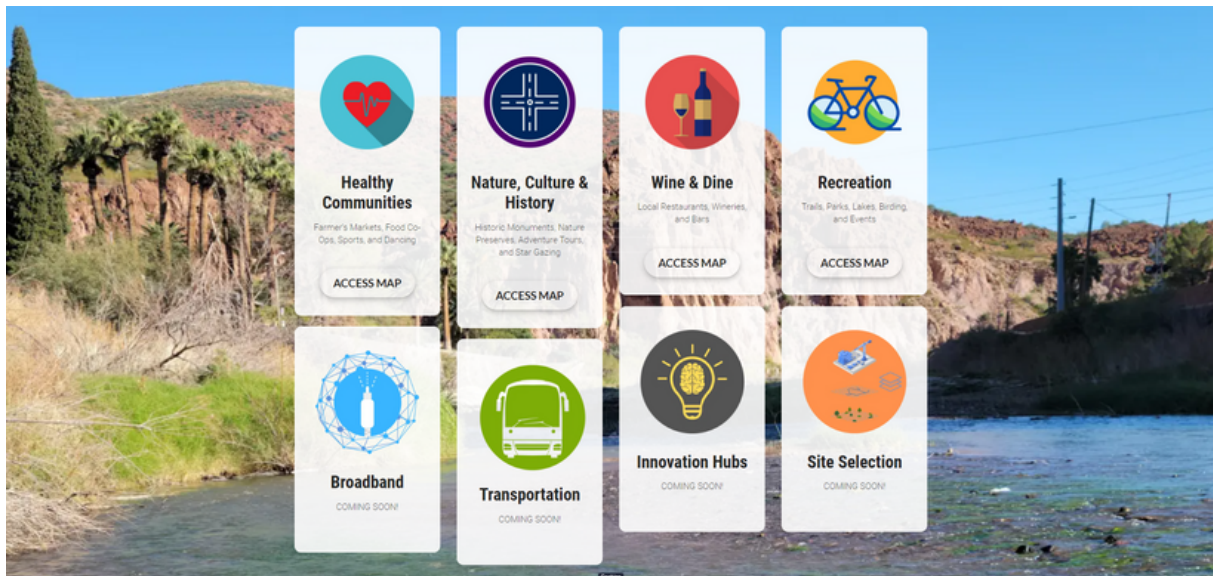 Healthy
Communities
Farmer's Markets, Food Co-
Ops, Sports, and Dancing
ACCESS MAP
Nature, Culture &
History
Historic Monuments, Nature
Preserves, Adventure Tours,
and Star Gazing
ACCESS MAP
Wine & Dine
Local Restaurants, Wineries,
and Bars
ACCESS MAP
Recreation
Trails, Parks, Lakes, Birding,
and Events
ACCESS MAP
Broadband
COMING SOON!
Transportation
COMING SOON!
Innovation Hubs
COMING SOON!
Site Selection
COMING SOON!